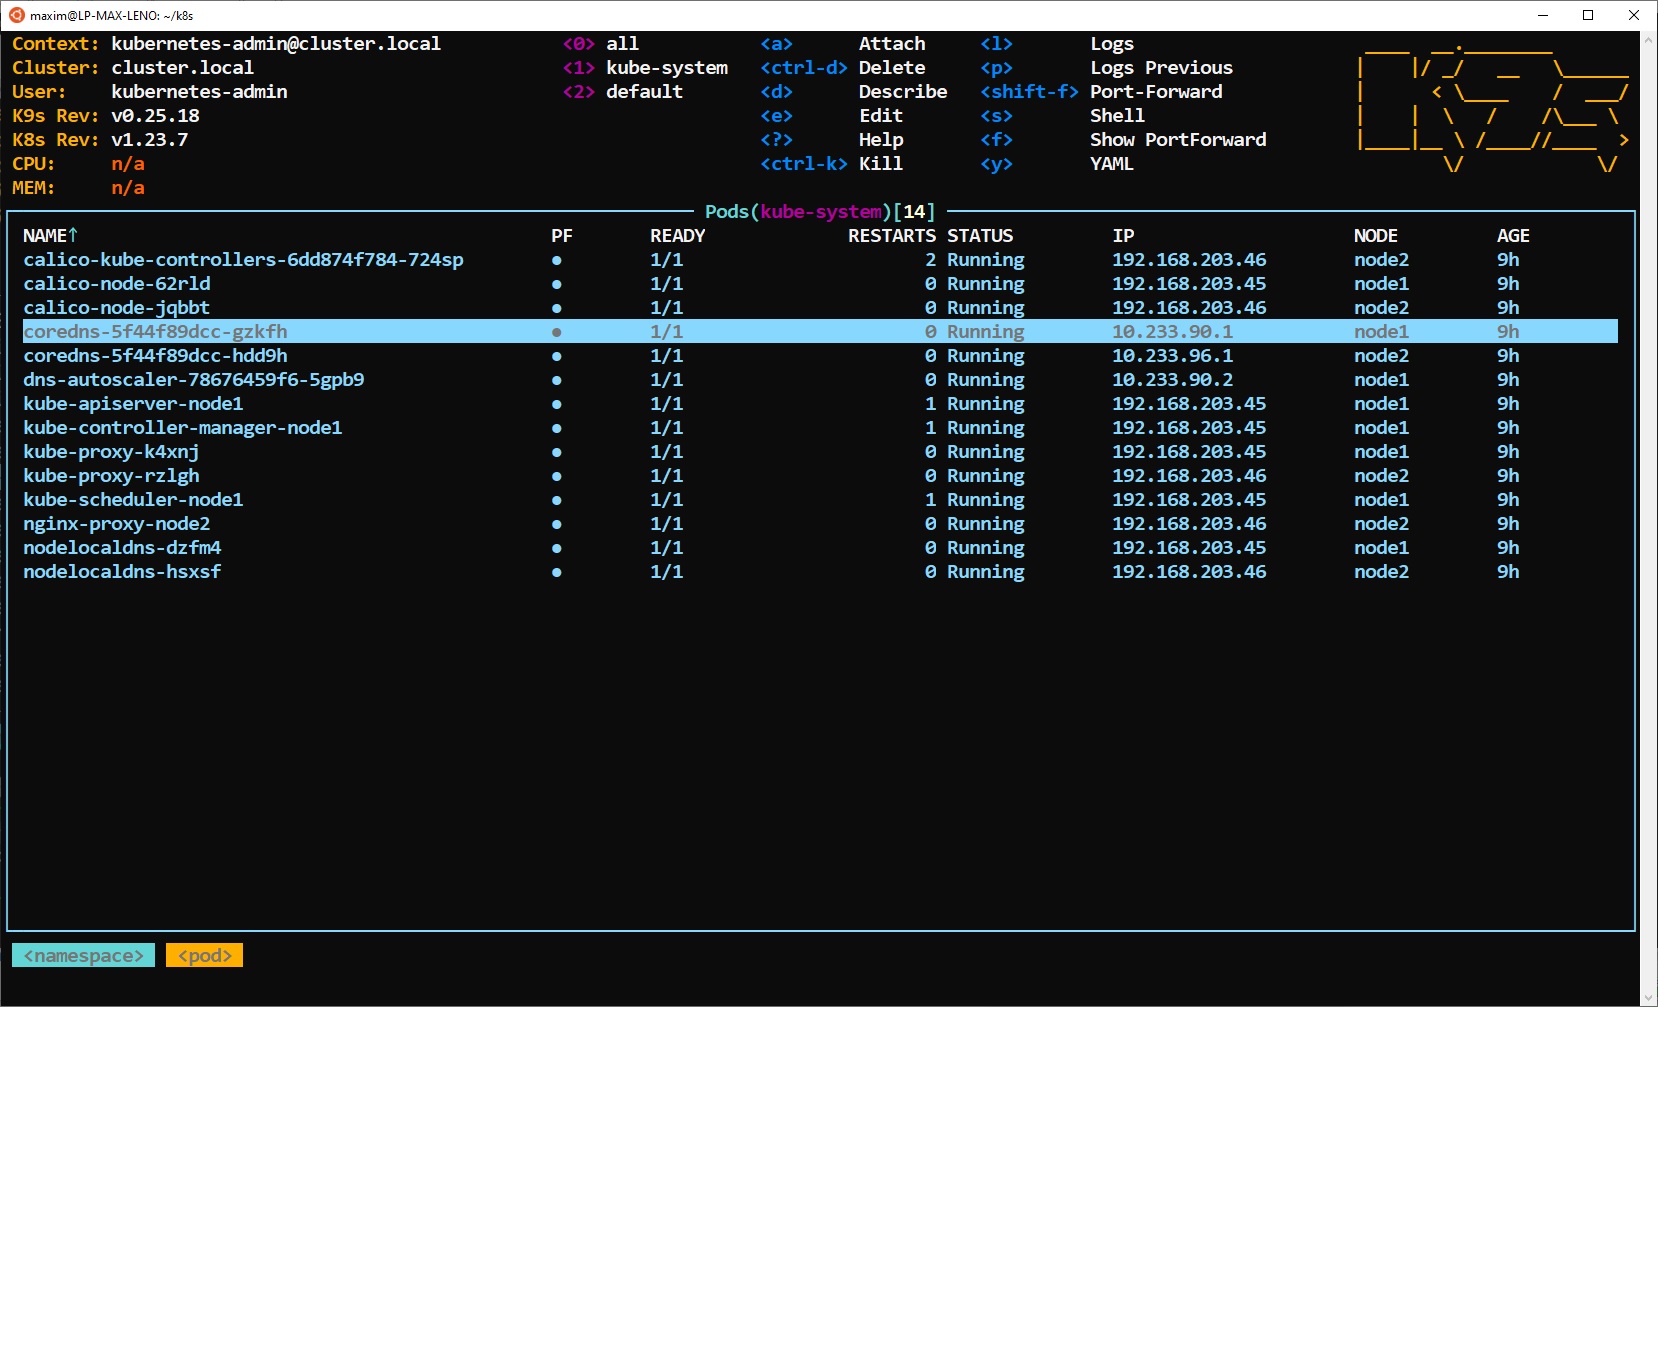 maxim@LP-MAX-LENO: ~/k8s
Context: kubernetes-admin@cluster.local <0> all <a> Attach <l> Logs
Cluster: cluster.local <1> kube-system <ctrl-d> Delete <p> Logs Previous
User: kubernetes-admin <2> default <d> Describe <shift-f> Port-Forward
K9s Rev: v0.25.18 <e> Edit <s> Shell
K8s Rev: v1.23.7 <?> Help <f> Show PortForward
CPU: n/a <ctrl-k> Kill <y> YAML
MEM: n/a
Pods(kube-system)[14]
NAME↑ PF READY RESTARTS STATUS IP NODE AGE
calico-kube-controllers-6dd874f784-724sp ● 1/1 2 Running 192.168.203.46 node2 9h
calico-node-62rld ● 1/1 0 Running 192.168.203.45 node1 9h
calico-node-jqbbt ● 1/1 0 Running 192.168.203.46 node2 9h
coredns-5f44f89dcc-gzkfh ● 1/1 0 Running 10.233.90.1 node1 9h
coredns-5f44f89dcc-hdd9h ● 1/1 0 Running 10.233.96.1 node2 9h
dns-autoscaler-78676459f6-5gpb9 ● 1/1 0 Running 10.233.90.2 node1 9h
kube-apiserver-node1 ● 1/1 1 Running 192.168.203.45 node1 9h
kube-controller-manager-node1 ● 1/1 1 Running 192.168.203.45 node1 9h
kube-proxy-k4xnj ● 1/1 0 Running 192.168.203.45 node1 9h
kube-proxy-rzlgh ● 1/1 0 Running 192.168.203.46 node2 9h
kube-scheduler-node1 ● 1/1 1 Running 192.168.203.45 node1 9h
nginx-proxy-node2 ● 1/1 0 Running 192.168.203.46 node2 9h
nodelocaldns-dzfm4 ● 1/1 0 Running 192.168.203.45 node1 9h
nodelocaldns-hsxsf ● 1/1 0 Running 192.168.203.46 node2 9h
<namespace> <pod>